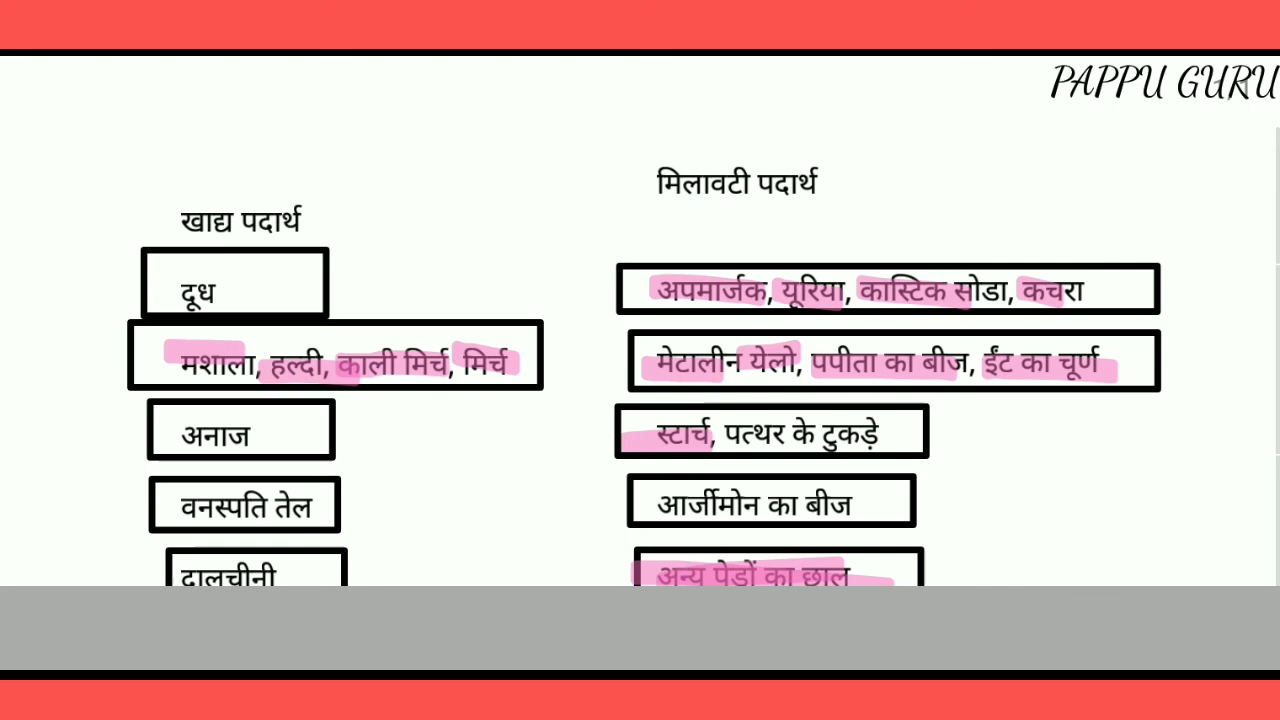 PAPPU GURU
मिलावटी पदार्थ
खाद्य पदार्थ
दूध
अपमार्जक, यूरिया, कास्टिक सोडा, कचरा
मशाला, हल्दी, काली मिर्च, मिर्च
मेटालीन येलो, पपीता का बीज, ईंट का चूर्ण
अनाज
स्टार्च, पत्थर के टुकड़े
वनस्पति तेल
आर्जीमोन का बीज
दालचीनी
अन्य पेड़ों का छाल